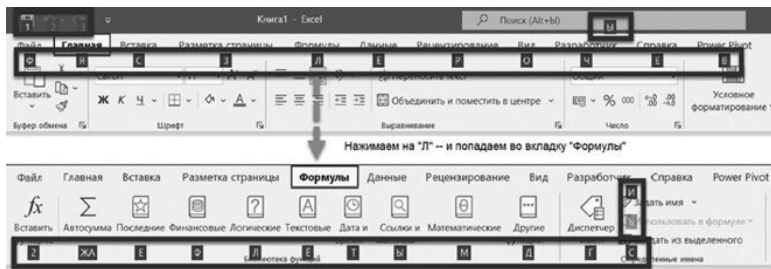 1 2 3 Книга1 - Excel Поиск (Alt+Ы) Ы
Файл Главная Вставка Разметка страницы Формулы Данные Рецензирование Вид Разработчик Справка Power Pivot
Ф Я С З Л Ё Р О Ч Е В
Вставить Ж К Ч Объединить и поместить в центре % 000 Условное
форматирование
Буфер обмена Шрифт Выравнивание Число
Нажимаем на "Л" -- и попадаем во вкладку "Формулы"
Файл Главная Вставка Разметка страницы Формулы Данные Рецензирование Вид Разработчик Справка Power Pivot
fx Σ ? A θ И Задать имя
Вставить Автосумма Последние Финансовые Логические Текстовые Дата и Ссылки и Математические Другие Диспетчер Использовать в формуле
Создать из выделенного
2 ЖА Е Ф Л Ё Т Ы М Д Г С
Библиотека функций Определенные имена